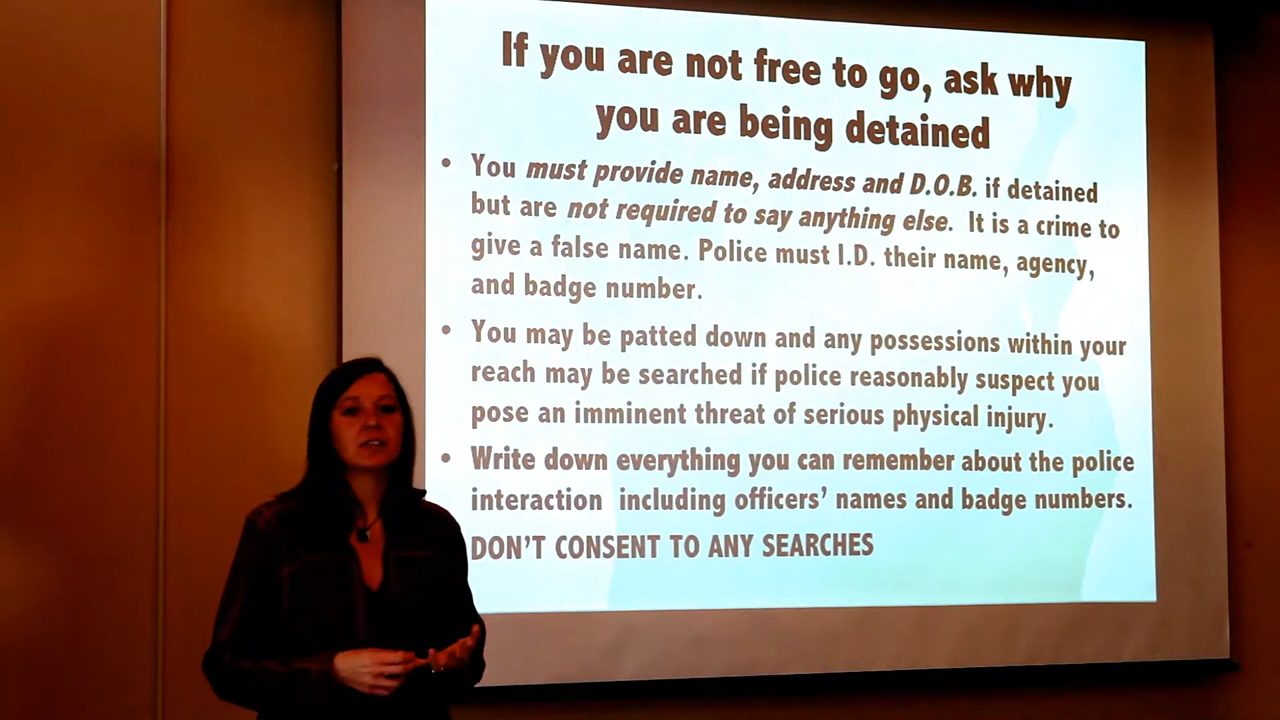 If you are not free to go, ask why
you are being detained
• You must provide name, address and D.O.B. if detained
but are not required to say anything else. It is a crime to
give a false name. Police must I.D. their name, agency,
and badge number.
• You may be patted down and any possessions within your
reach may be searched if police reasonably suspect you
pose an imminent threat of serious physical injury.
• Write down everything you can remember about the police
interaction including officers’ names and badge numbers.
DON’T CONSENT TO ANY SEARCHES